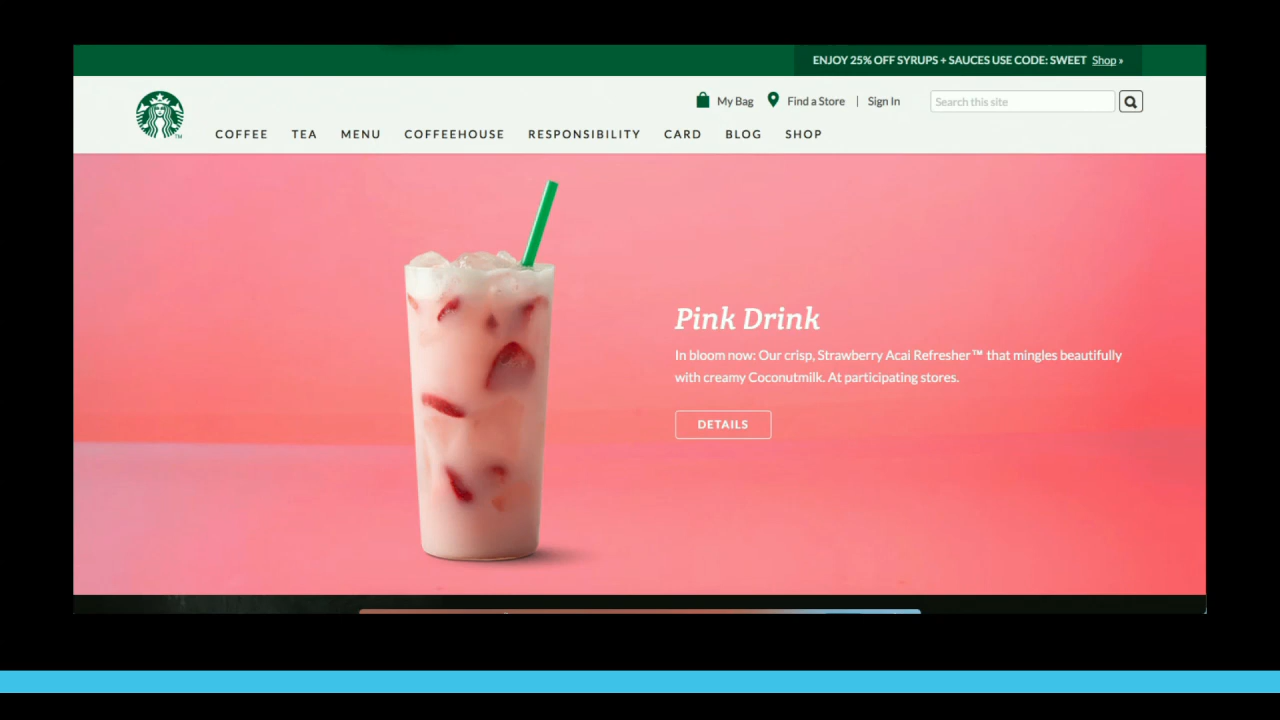 ENJOY 25% OFF SYRUPS + SAUCES USE CODE: SWEET Shop »
My Bag Find a Store | Sign In Search this site
TM
COFFEE TEA MENU COFFEEHOUSE RESPONSIBILITY CARD BLOG SHOP
Pink Drink
In bloom now: Our crisp, Strawberry Acai Refresher™ that mingles beautifully
with creamy Coconutmilk. At participating stores.
DETAILS